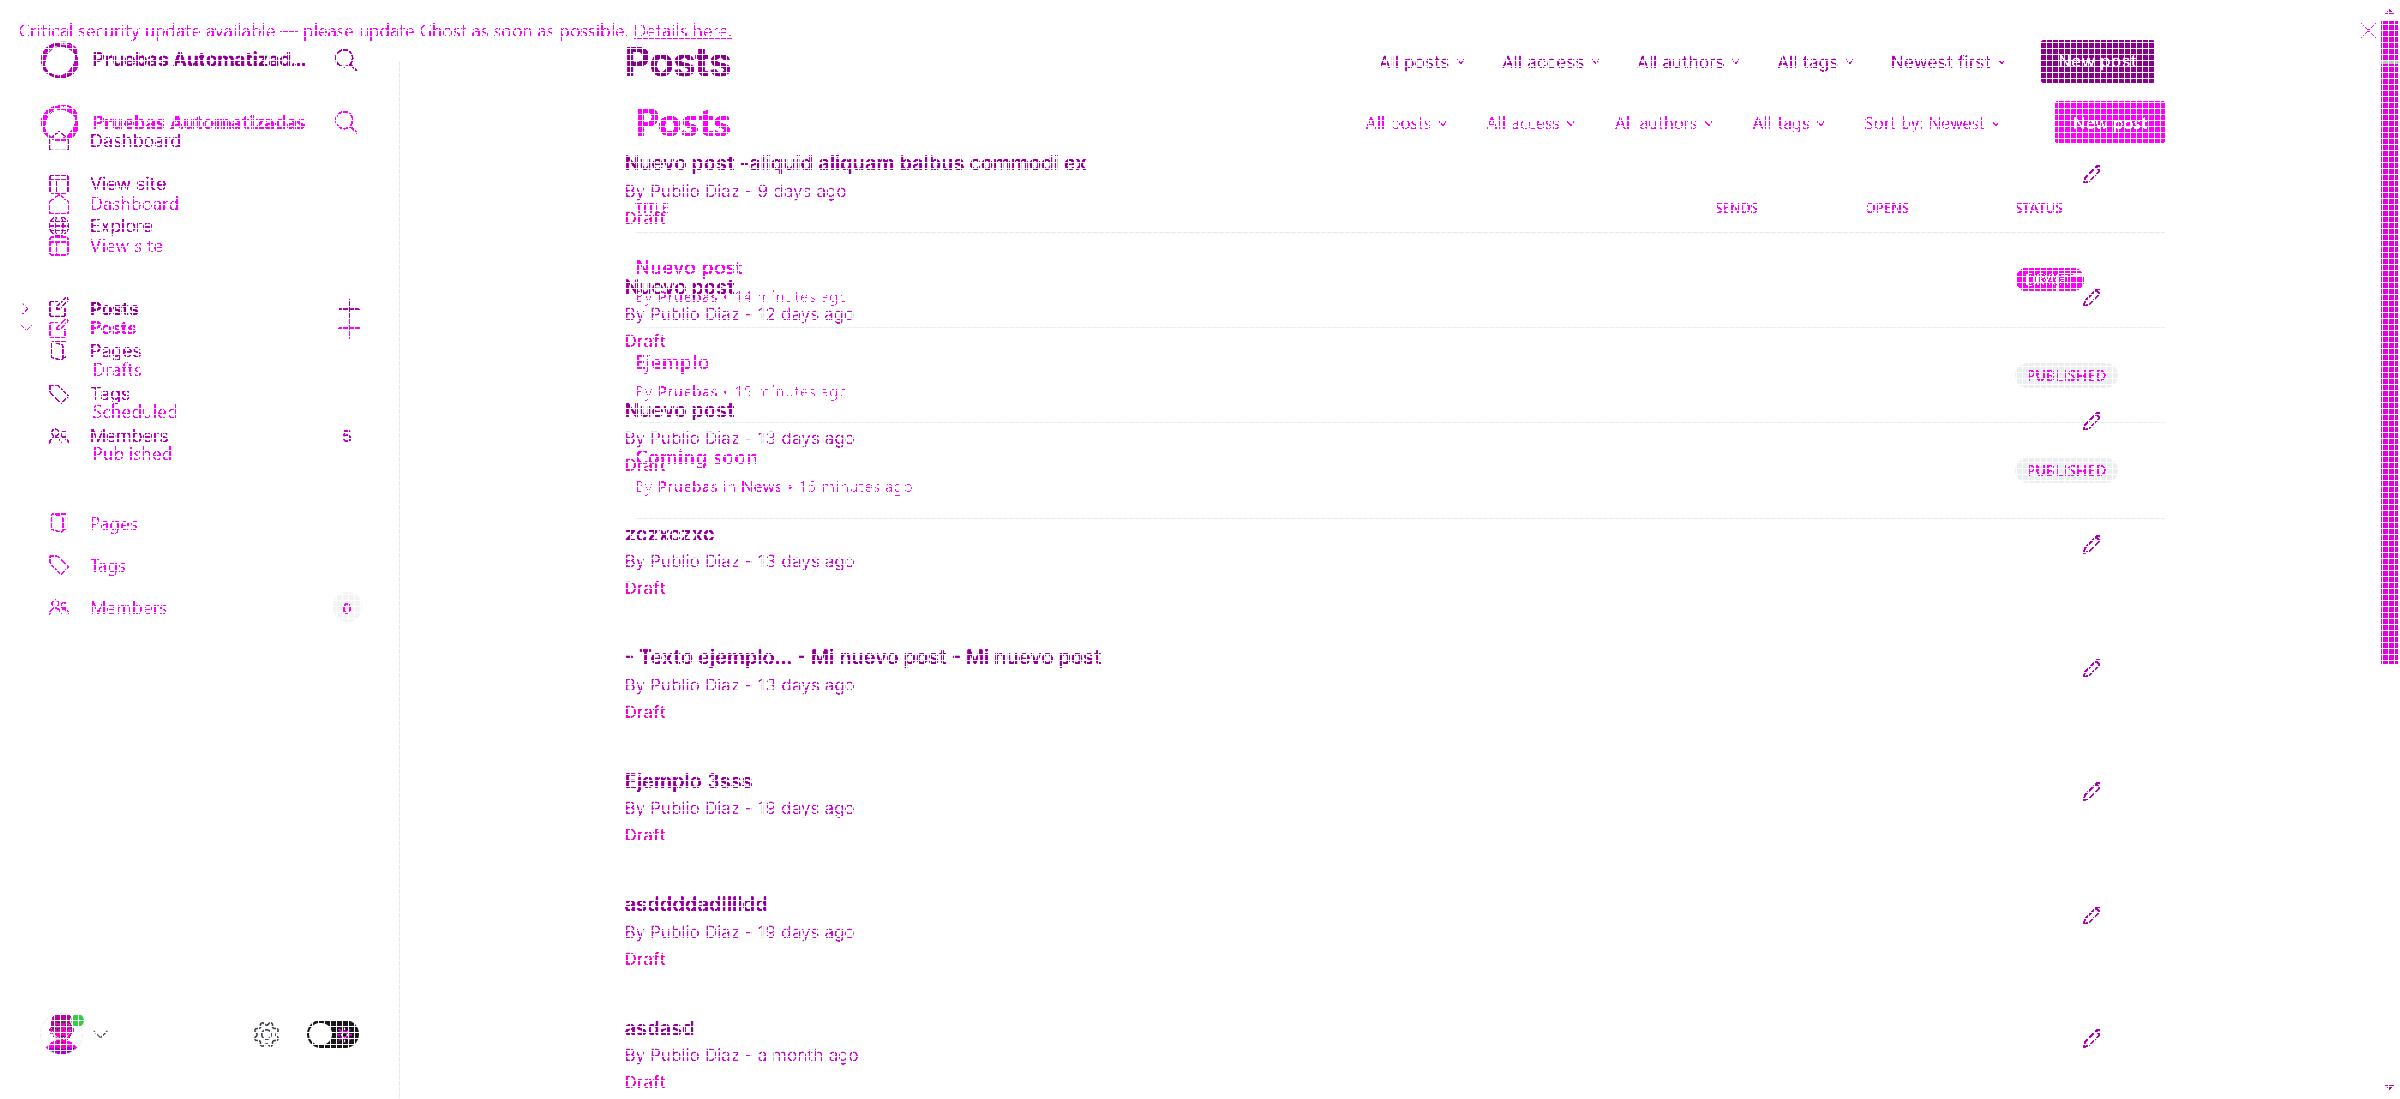 Critical security update available — please update Ghost as soon as possible. Details here.
Pruebas Automatizad...
Posts
All posts
All access
All authors
All tags
Newest first
New post
Pruebas Automatizadas
Posts
All posts
All access
All authors
All tags
Sort by: Newest
New post
Dashboard
View site
Dashboard
Explore
View site
Posts
Posts
Pages
Drafts
Tags
Scheduled
Members 5
Published
Pages
Tags
Members 0
Nuevo post -aliquid aliquam balbus commodi ex
By Publio Diaz - 9 days ago
Draft
TITLE
SENDS
OPENS
STATUS
Nuevo post
Nuevo post
By Pruebas • 14 minutes ago
By Publio Diaz - 12 days ago
Draft
Ejemplo
PUBLISHED
By Pruebas • 15 minutes ago
Nuevo post
By Publio Diaz - 13 days ago
Coming soon
Draft
PUBLISHED
By Pruebas in News • 15 minutes ago
zczxczxc
By Publio Diaz - 13 days ago
Draft
- Texto ejemplo... - Mi nuevo post - Mi nuevo post
By Publio Diaz - 13 days ago
Draft
Ejemplo 3sss
By Publio Diaz - 19 days ago
Draft
By Publio Diaz - 19 days ago
Draft
asdasd
By Publio Diaz - a month ago
Draft